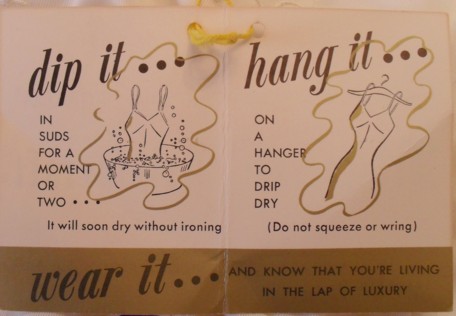 dip it...
IN
SUDS
FOR A
MOMENT
OR
TWO...
It will soon dry without ironing
hang it...
ON
A
HANGER
TO
DRIP
DRY
(Do not squeeze or wring)
wear it... AND KNOW THAT YOU'RE LIVING
IN THE LAP OF LUXURY